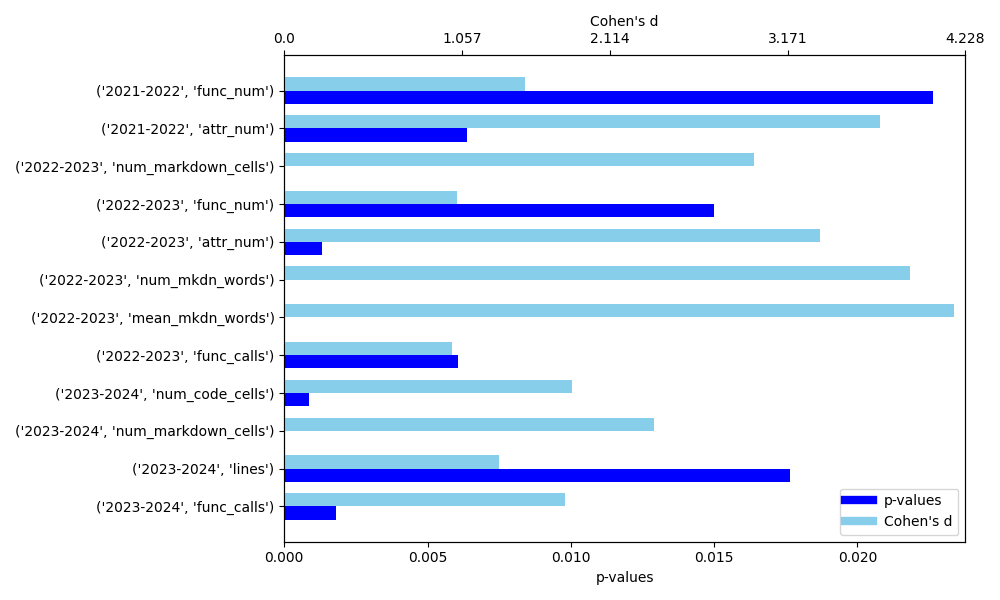 Cohen's d
0.0 1.057 2.114 3.171 4.228
('2021-2022', 'func_num')
('2021-2022', 'attr_num')
('2022-2023', 'num_markdown_cells')
('2022-2023', 'func_num')
('2022-2023', 'attr_num')
('2022-2023', 'num_mkdn_words')
('2022-2023', 'mean_mkdn_words')
('2022-2023', 'func_calls')
('2023-2024', 'num_code_cells')
('2023-2024', 'num_markdown_cells')
('2023-2024', 'lines')
('2023-2024', 'func_calls')
p-values
Cohen's d
0.000 0.005 0.010 0.015 0.020
p-values